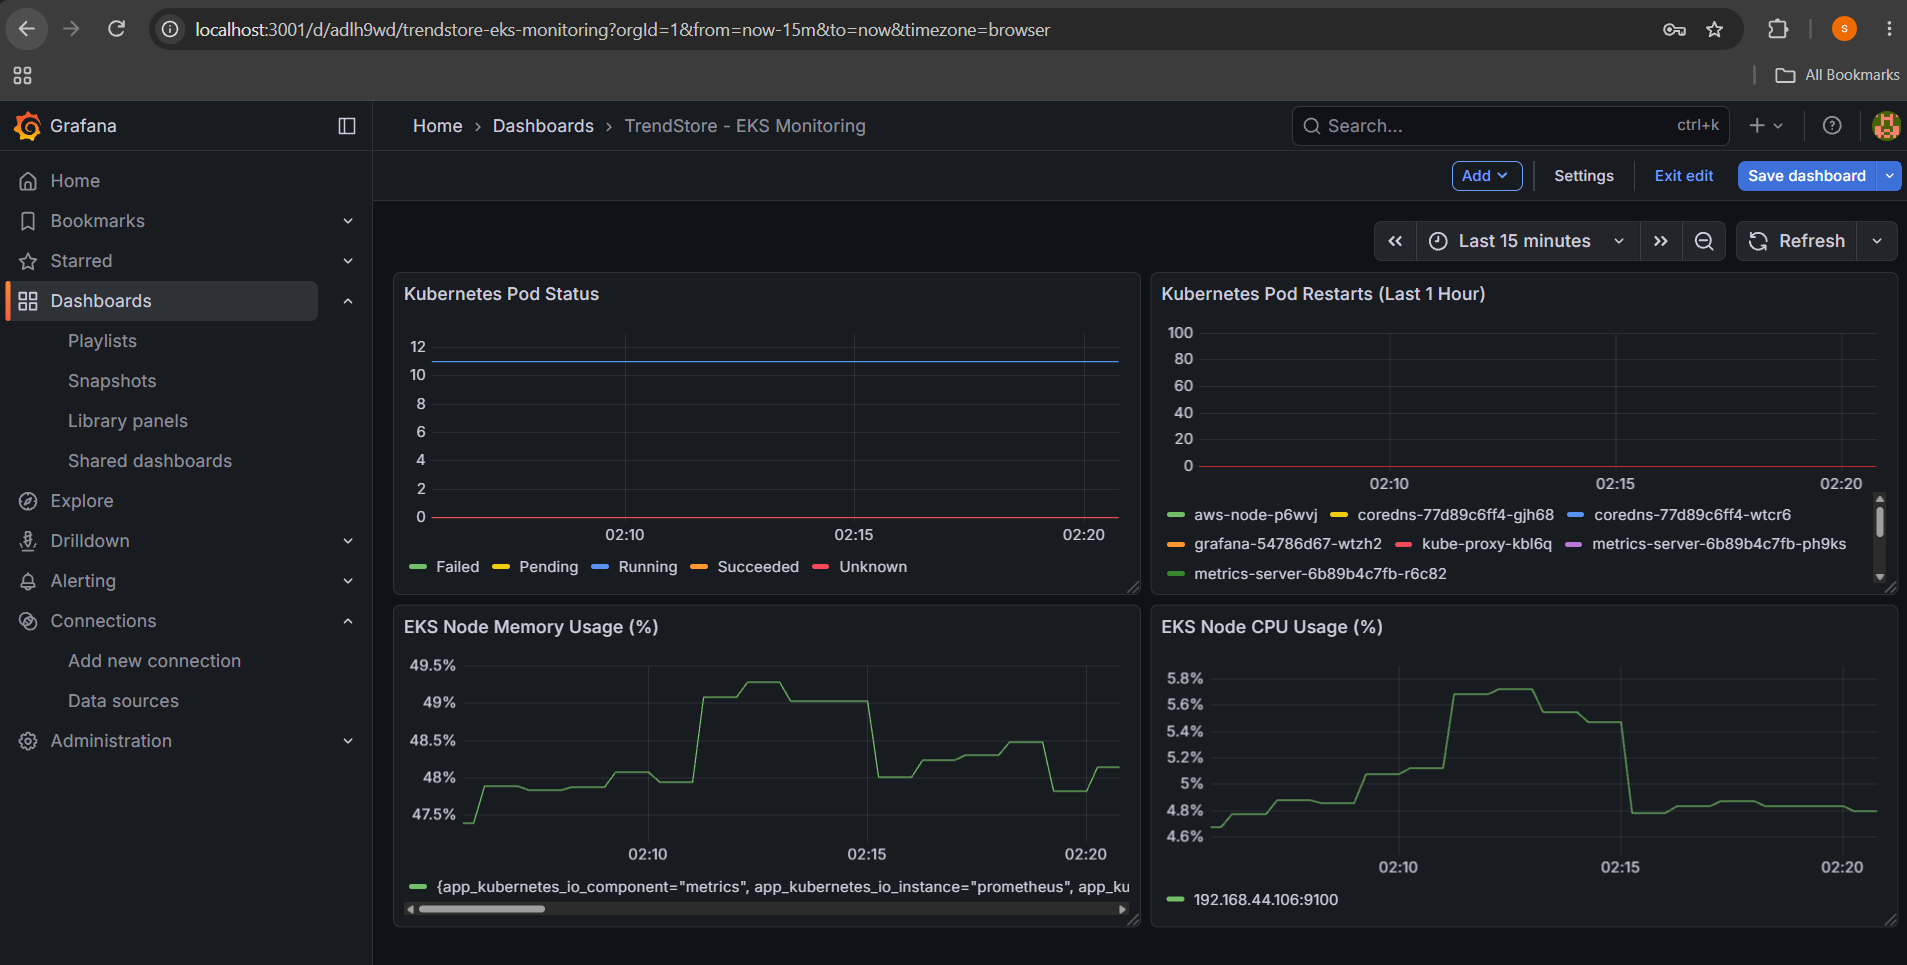 localhost:3001/d/adlh9wd/trendstore-eks-monitoring?orgId=1&from=now-15m&to=now&timezone=browser
S
All Bookmarks
Grafana
Home › Dashboards › TrendStore - EKS Monitoring
Search...
ctrl+k
Add
Settings
Exit edit
Save dashboard
Home
Bookmarks
Starred
Dashboards
Playlists
Snapshots
Library panels
Shared dashboards
Explore
Drilldown
Alerting
Connections
Add new connection
Data sources
Administration
Last 15 minutes
Refresh
Kubernetes Pod Status
12
10
8
6
4
2
0
02:10 02:15 02:20
Failed Pending Running Succeeded Unknown
Kubernetes Pod Restarts (Last 1 Hour)
100
80
60
40
20
0
02:10 02:15 02:20
aws-node-p6wvj coredns-77d89c6ff4-gjh68 coredns-77d89c6ff4-wtcr6
grafana-54786d67-wtzh2 kube-proxy-kbl6q metrics-server-6b89b4c7fb-ph9ks
metrics-server-6b89b4c7fb-r6c82
EKS Node Memory Usage (%)
49.5%
49%
48.5%
48%
47.5%
02:10 02:15 02:20
{app_kubernetes_io_component="metrics", app_kubernetes_io_instance="prometheus", app_ku
EKS Node CPU Usage (%)
5.8%
5.6%
5.4%
5.2%
5%
4.8%
4.6%
02:10 02:15 02:20
192.168.44.106:9100